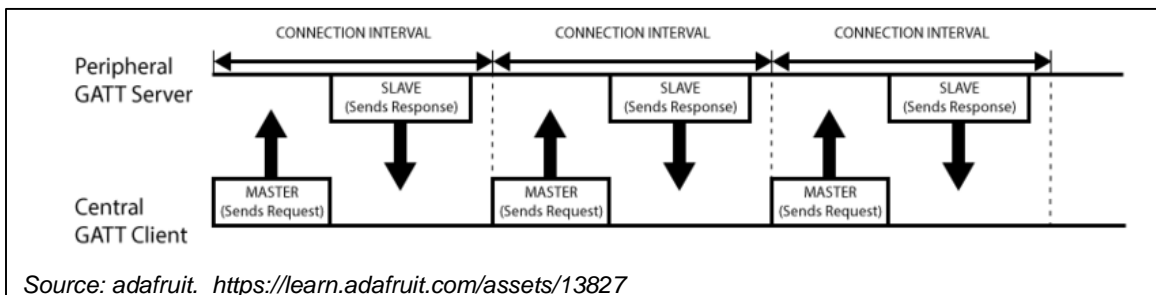 CONNECTION INTERVAL CONNECTION INTERVAL CONNECTION INTERVAL
Peripheral
GATT Server
SLAVE
(Sends Response)
SLAVE
(Sends Response)
SLAVE
(Sends Response)
MASTER
(Sends Request)
MASTER
(Sends Request)
MASTER
(Sends Request)
Central
GATT Client
Source: adafruit. https://learn.adafruit.com/assets/13827